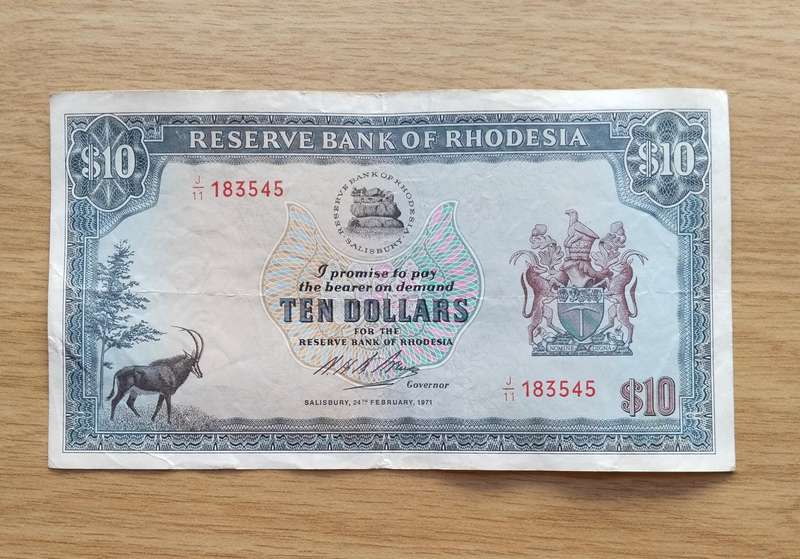 RESERVE BANK OF RHODESIA
$10
$10
J/11 183545
RESERVE BANK OF RHODESIA
SALISBURY
I promise to pay
the bearer on demand
TEN DOLLARS
FOR THE
RESERVE BANK OF RHODESIA
Governor
SALISBURY, 24TH FEBRUARY, 1971
J/11 183545
$10